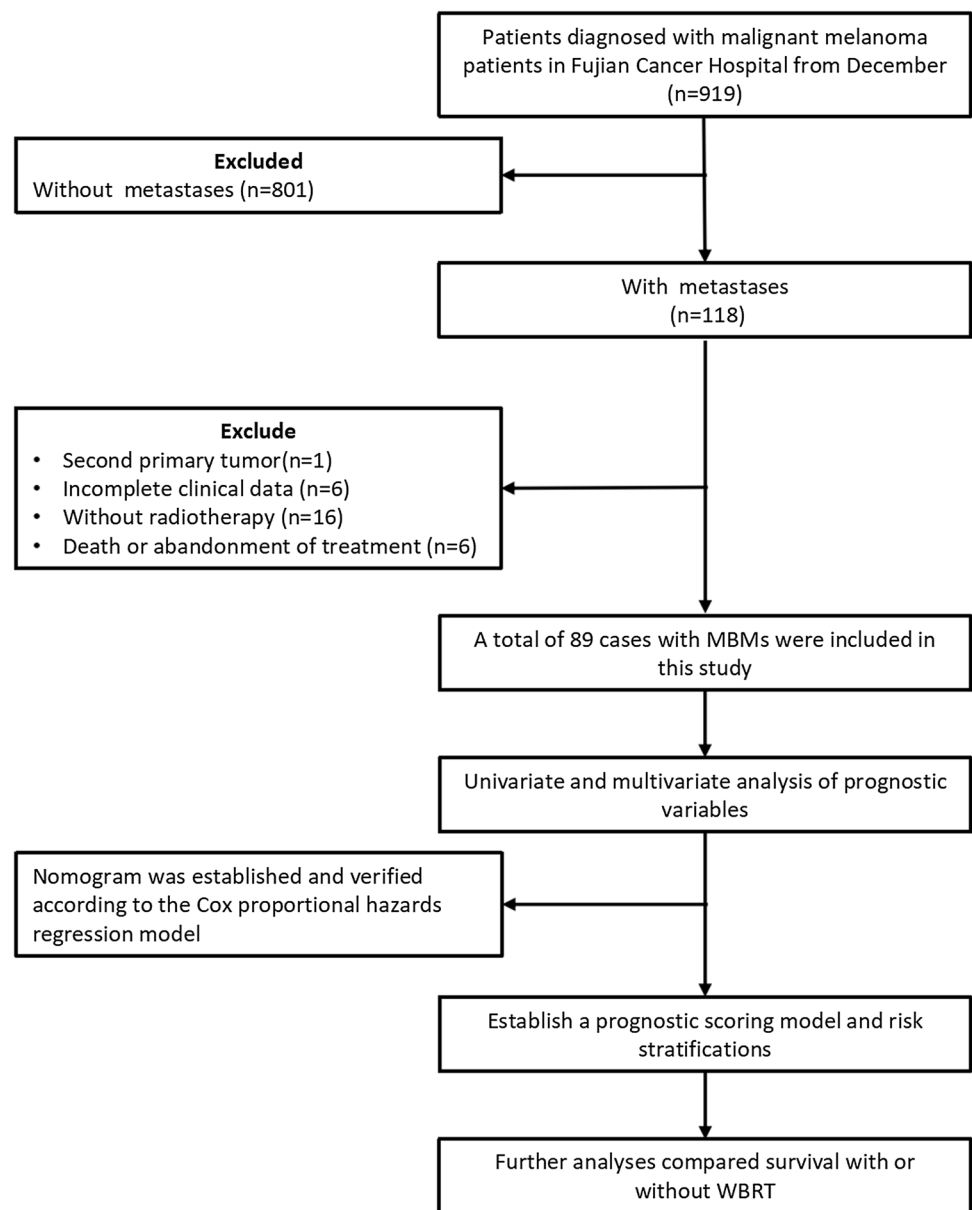 Patients diagnosed with malignant melanoma
patients in Fujian Cancer Hospital from December
(n=919)
Excluded
Without  metastases (n=801)
With  metastases
(n=118)
Exclude
• Second primary tumor(n=1)
• Incomplete clinical data (n=6)
• Without radiotherapy (n=16)
• Death or abandonment of treatment (n=6)
A total of 89 cases with MBMs were included in
this study
Univariate and multivariate analysis of prognostic
variables
Nomogram was established and verified
according to the Cox proportional hazards
regression model
Establish a prognostic scoring model and risk
stratifications
Further analyses compared survival with or
without WBRT